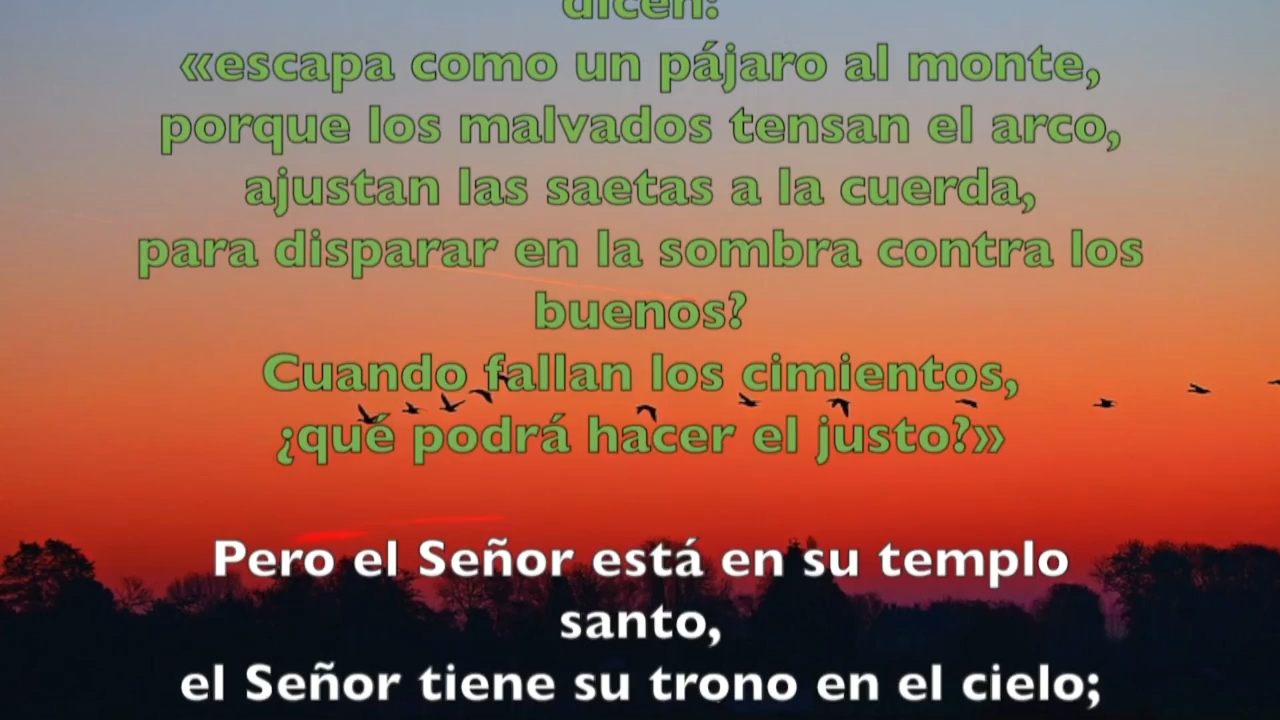 dicen:
«escapa como un pájaro al monte,
porque los malvados tensan el arco,
ajustan las saetas a la cuerda,
para disparar en la sombra contra los
buenos?
Cuando fallan los cimientos,
¿qué podrá hacer el justo?»
Pero el Señor está en su templo
santo,
el Señor tiene su trono en el cielo;